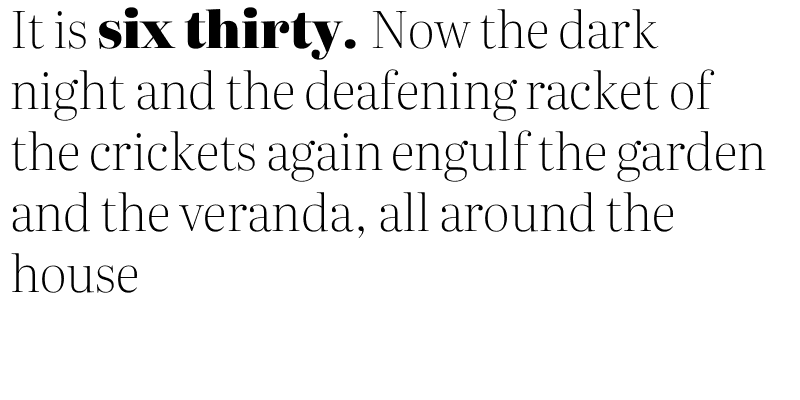 It is six thirty. Now the dark
night and the deafening racket of
the crickets again engulf the garden
and the veranda, all around the
house